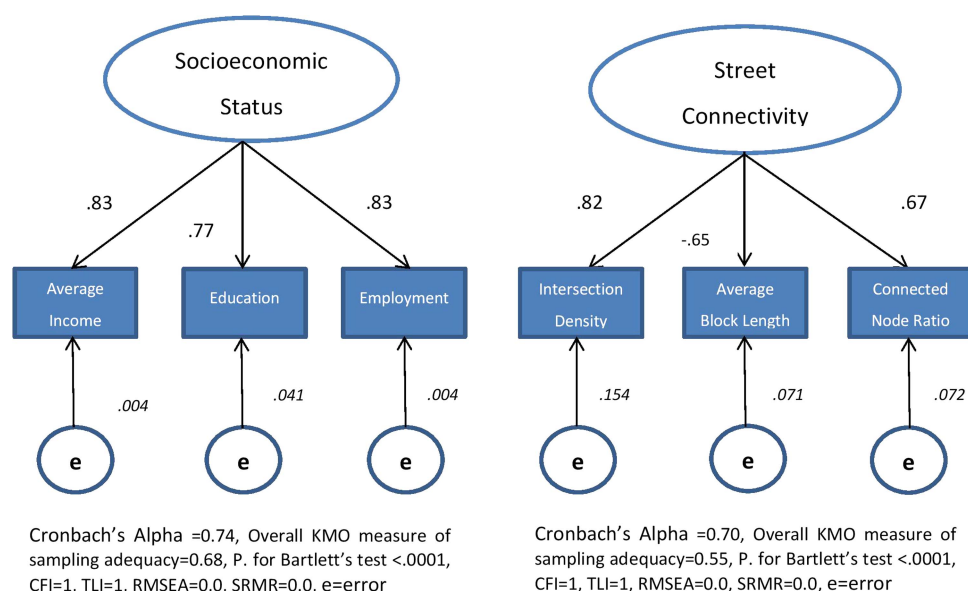 Socioeconomic
Status
.83
.77
.83
Average
Income
Education
Employment
.004
.041
.004
e
e
e
Cronbach's Alpha =0.74, Overall KMO measure of
sampling adequacy=0.68, P. for Bartlett's test <.0001,
CFI=1, TLI=1, RMSEA=0.0, SRMR=0.0, e=error
Street
Connectivity
.82
-.65
.67
Intersection
Density
Average
Block Length
Connected
Node Ratio
.154
.071
.072
e
e
e
Cronbach's Alpha =0.70, Overall KMO measure of
sampling adequacy=0.55, P. for Bartlett's test <.0001,
CFI=1, TLI=1, RMSEA=0.0, SRMR=0.0, e=error